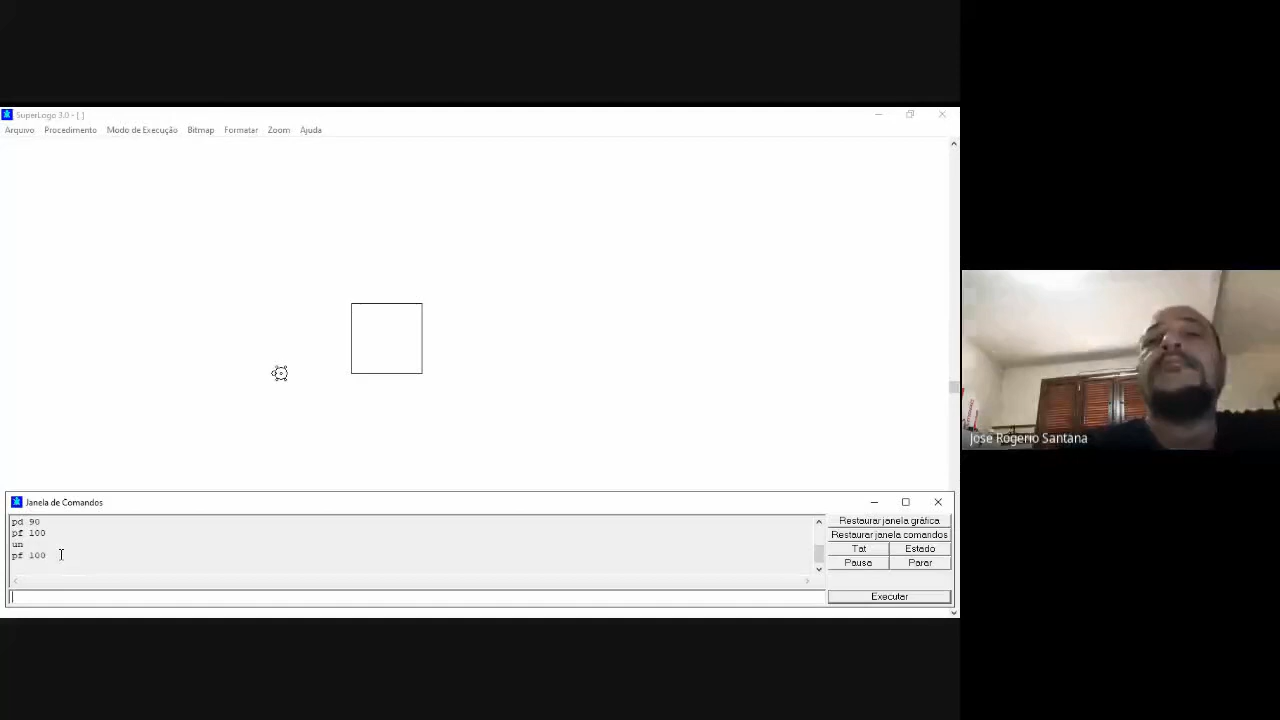 SuperLogo 3.0 - [ ]
Arquivo Procedimento Modo de Execução Bitmap Formatar Zoom Ajuda
Jose Rogerio Santana
Janela de Comandos
pd 90
pf 100
un
pf 100
Restaurar janela gráfica
Restaurar janela comandos
Tat Estado
Pausa Parar
Executar